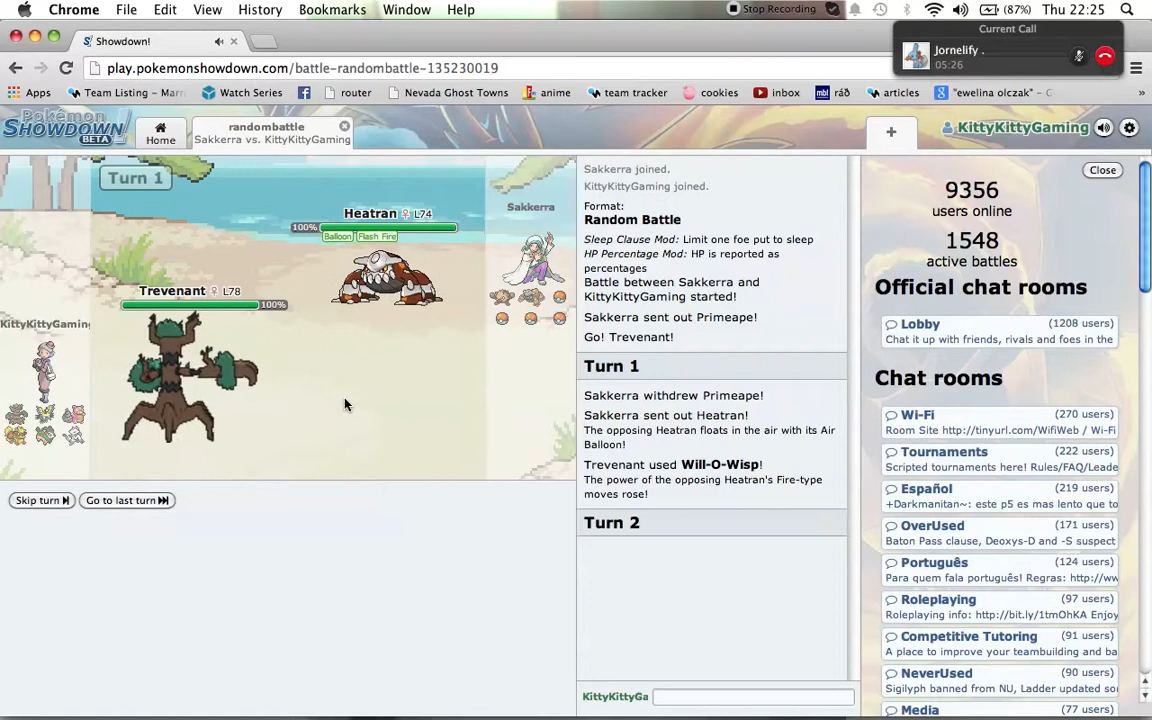 Chrome File Edit View History Bookmarks Window Help Stop Recording (87%) Thu 22:25
Current Call
Jornelify .
05:26
Showdown!
play.pokemonshowdown.com/battle-randombattle-135230019
Apps Team Listing — Marr Watch Series router Nevada Ghost Towns anime team tracker cookies inbox mbl ráð articles "ewelina olczak" - G
Pokémon
SHOWDOWN
BETA
Home
randombattle
Sakkerra vs. KittyKittyGaming
+
KittyKittyGaming
Turn 1
Heatran ♀ L74
100%
Balloon Flash Fire
Sakkerra
Trevenant ♀ L78
100%
KittyKittyGaming
Skip turn
Go to last turn
Sakkerra joined.
KittyKittyGaming joined.
Format:
Random Battle
Sleep Clause Mod: Limit one foe put to sleep
HP Percentage Mod: HP is reported as
percentages
Battle between Sakkerra and
KittyKittyGaming started!
Sakkerra sent out Primeape!
Go! Trevenant!
Turn 1
Sakkerra withdrew Primeape!
Sakkerra sent out Heatran!
The opposing Heatran floats in the air with its Air
Balloon!
Trevenant used Will-O-Wisp!
The power of the opposing Heatran's Fire-type
moves rose!
Turn 2
KittyKittyGa
Close
9356
users online
1548
active battles
Official chat rooms
Lobby (1208 users)
Chat it up with friends, rivals and foes in the
Chat rooms
Wi-Fi (270 users)
Room Site http://tinyurl.com/WifiWeb / Wi-Fi
Tournaments (222 users)
Scripted tournaments here! Rules/FAQ/Leade
Español (219 users)
+Darkmanitan~: este p5 es mas lento que to
OverUsed (171 users)
Baton Pass clause, Deoxys-D and -S suspect
Português (124 users)
Para quem fala português! Regras: http://ww
Roleplaying (97 users)
Roleplaying info: http://bit.ly/1tmOhKA Enjoy
Competitive Tutoring (91 users)
A place to improve your teambuilding and ba
NeverUsed (90 users)
Sigilyph banned from NU, Ladder updated so
Media (77 users)